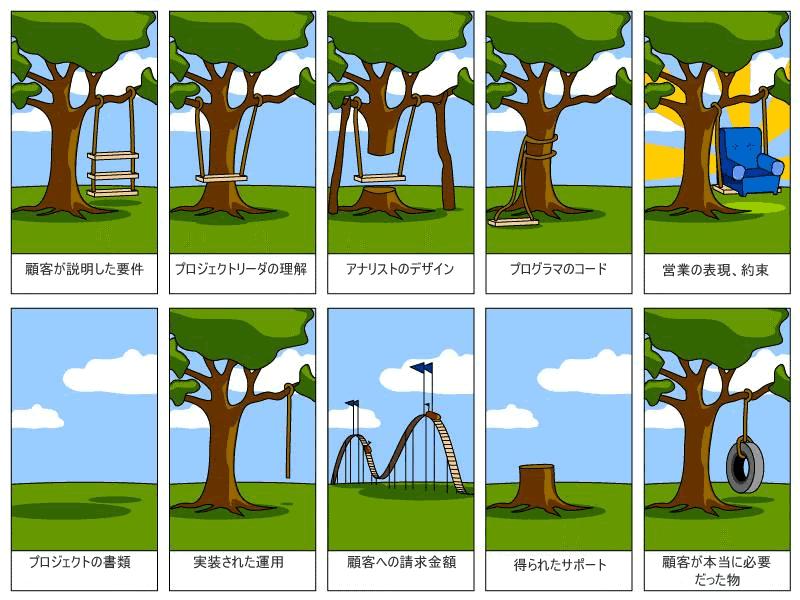 顧客が説明した要件
プロジェクトリーダの理解
アナリストのデザイン
プログラマのコード
営業の表現、約束
プロジェクトの書類
実装された運用
顧客への請求金額
得られたサポート
顧客が本当に必要
だった物